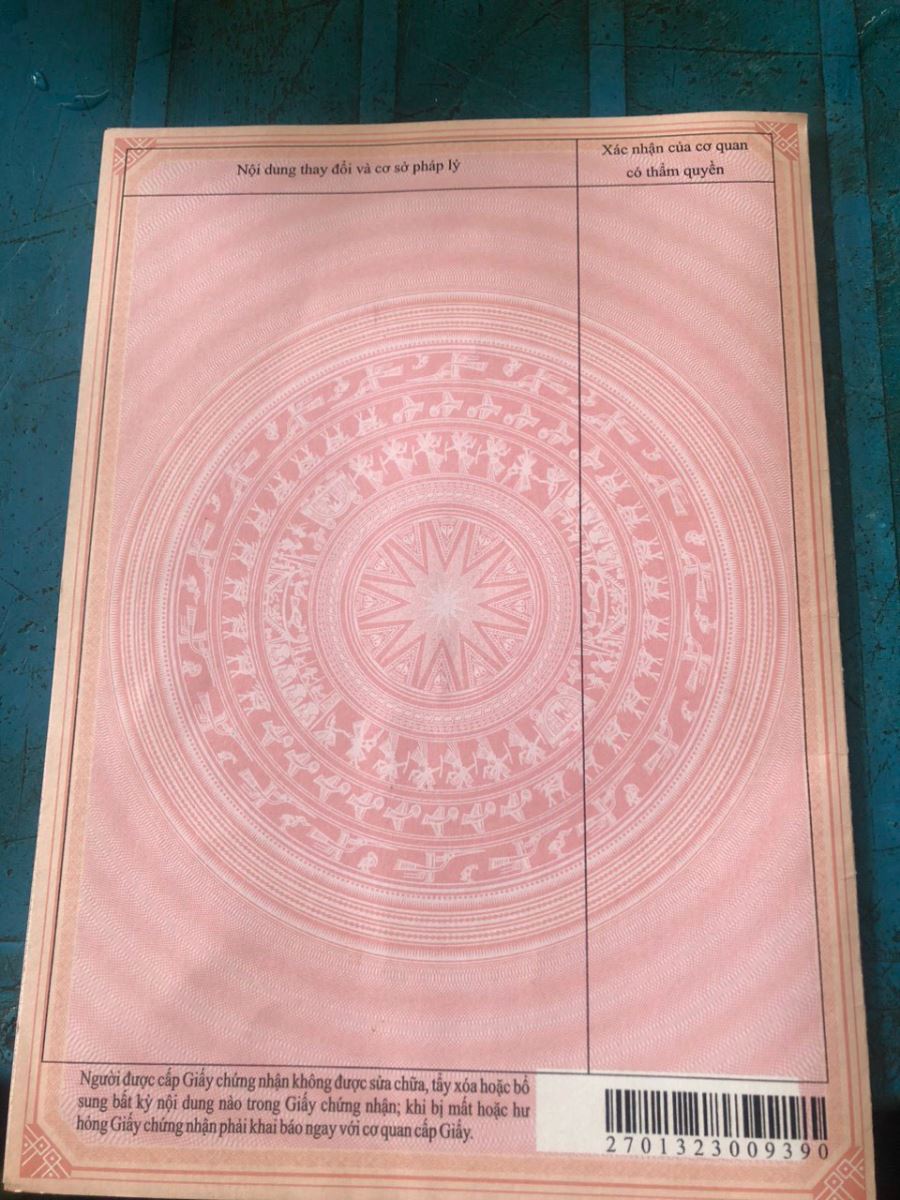 Nội dung thay đổi và cơ sở pháp lý
Xác nhận của cơ quan
có thẩm quyền
Người được cấp Giấy chứng nhận không được sửa chữa, tẩy xóa hoặc bổ
sung bất kỳ nội dung nào trong Giấy chứng nhận; khi bị mất hoặc hư
hỏng Giấy chứng nhận phải khai báo ngay với cơ quan cấp Giấy.
2701323009390